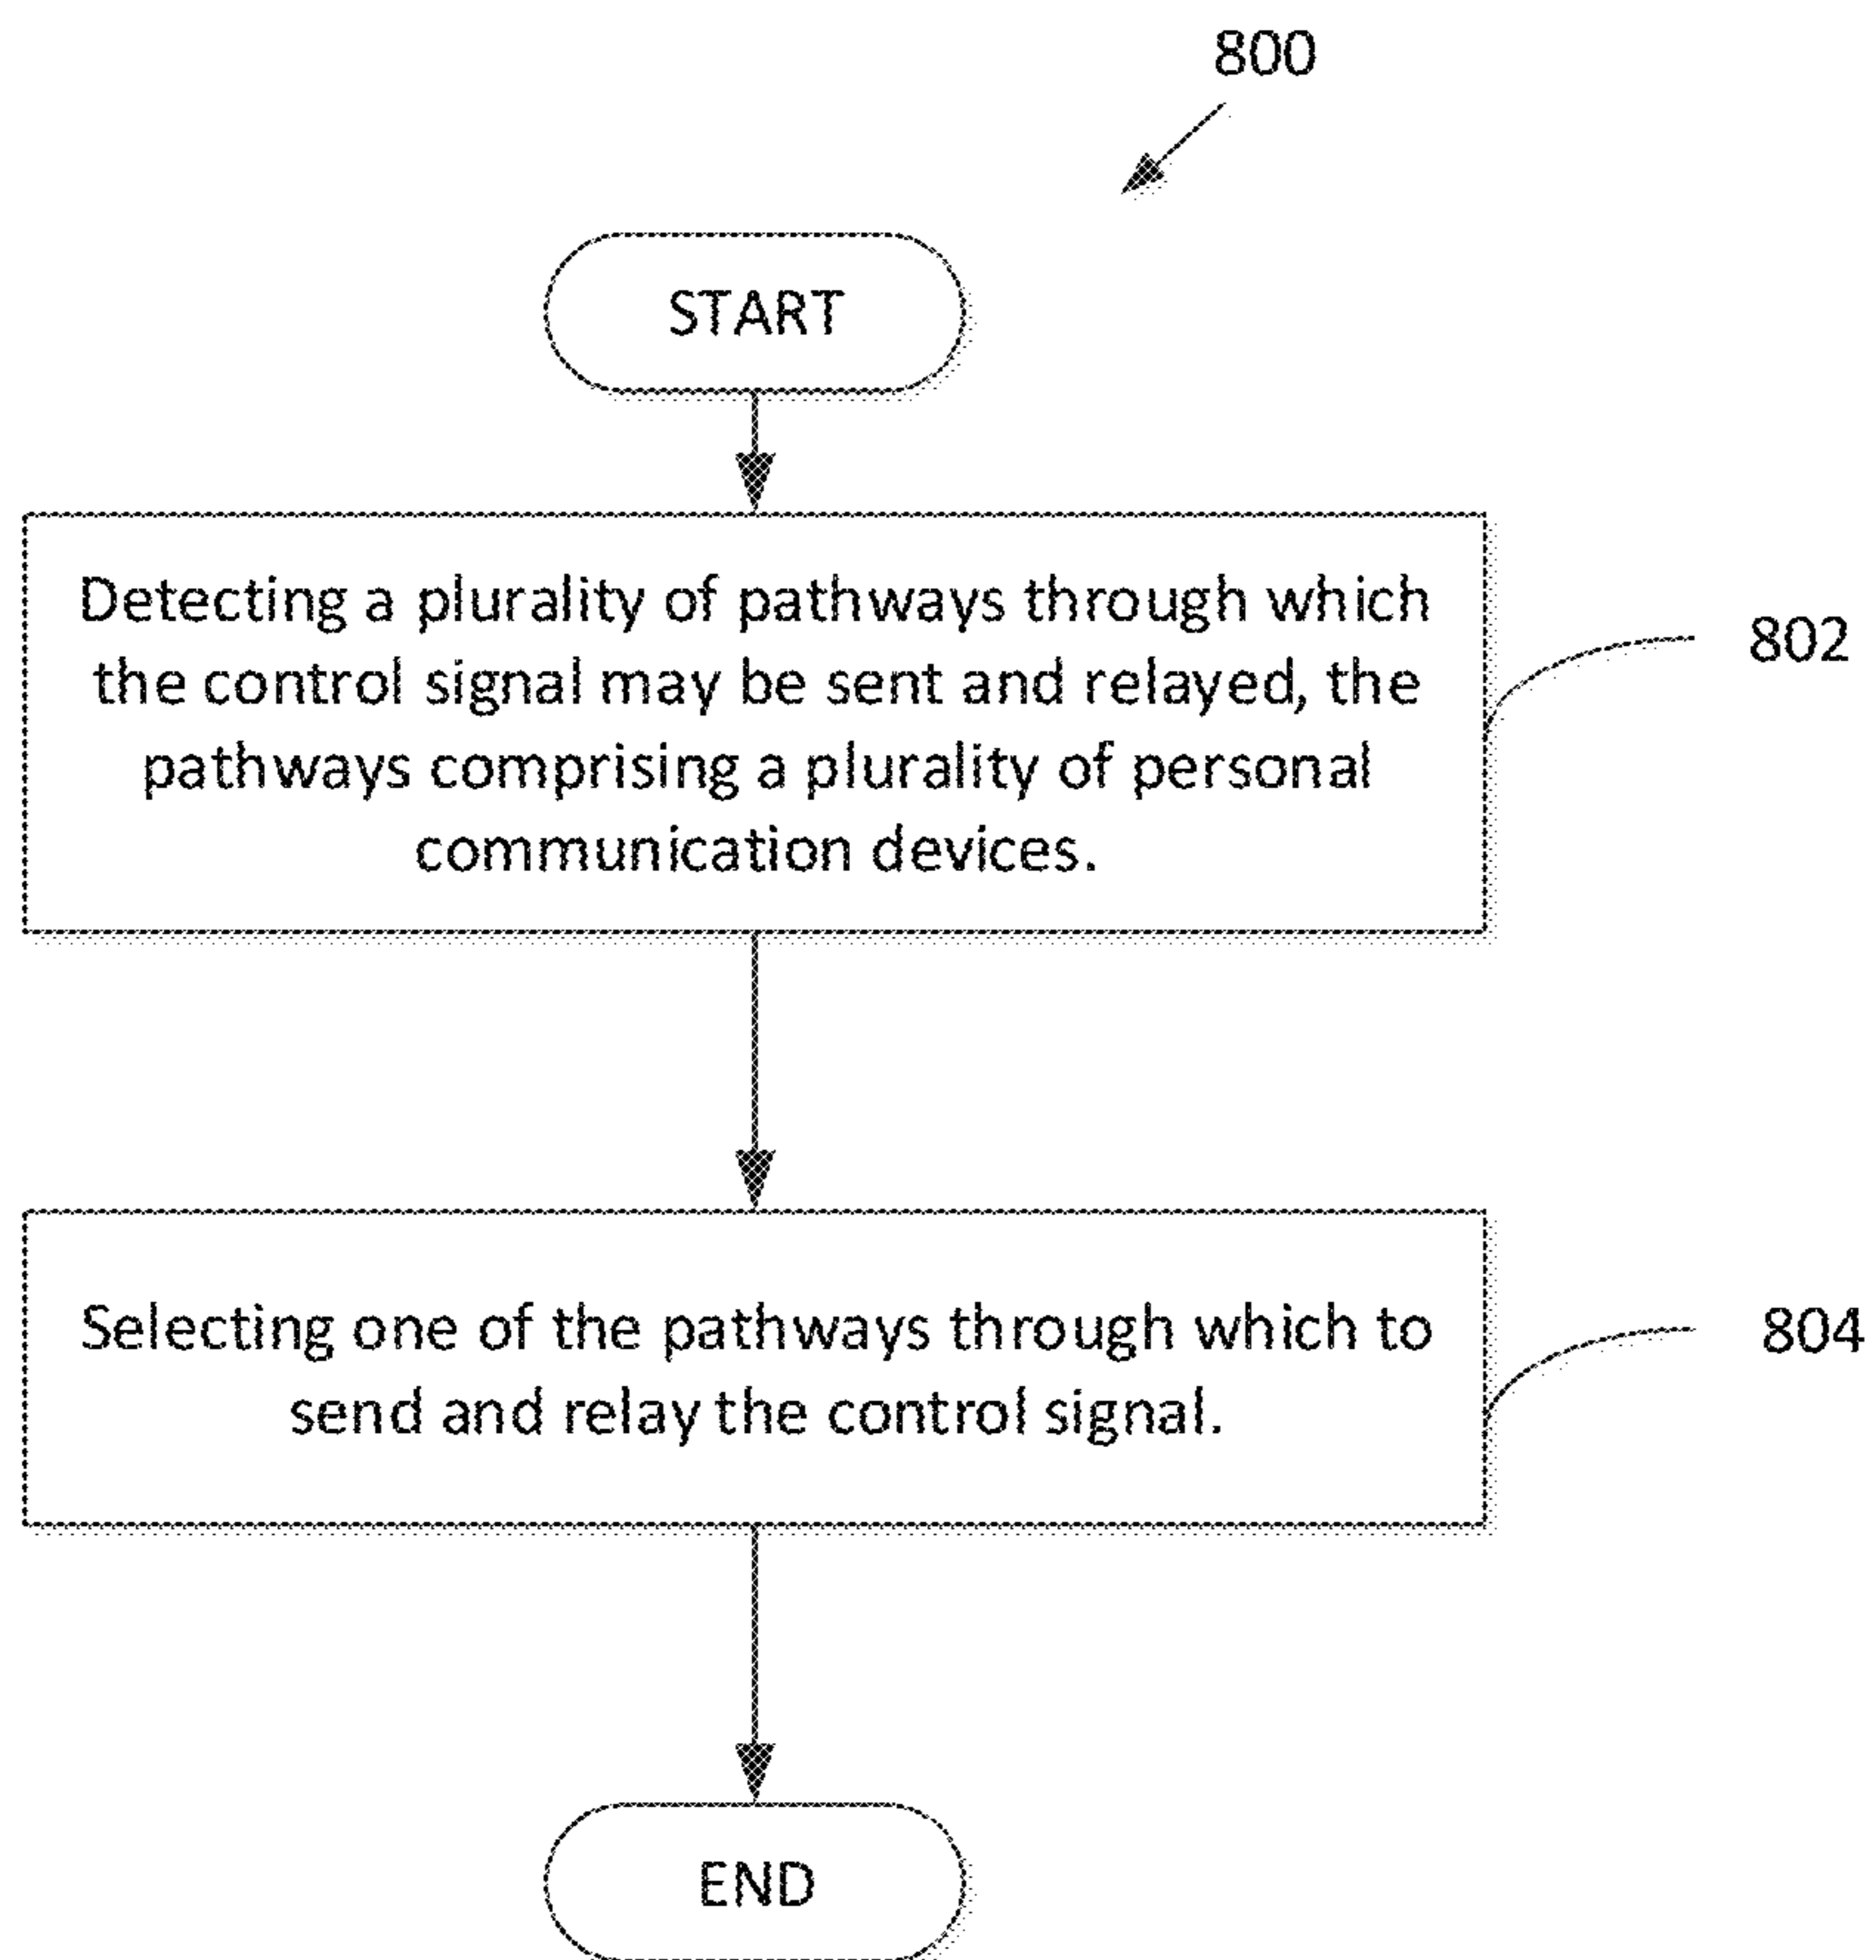 800
START
Detecting a plurality of pathways through which
the control signal may be sent and relayed, the
pathways comprising a plurality of personal
communication devices.
802
Selecting one of the pathways through which to
send and relay the control signal.
804
END